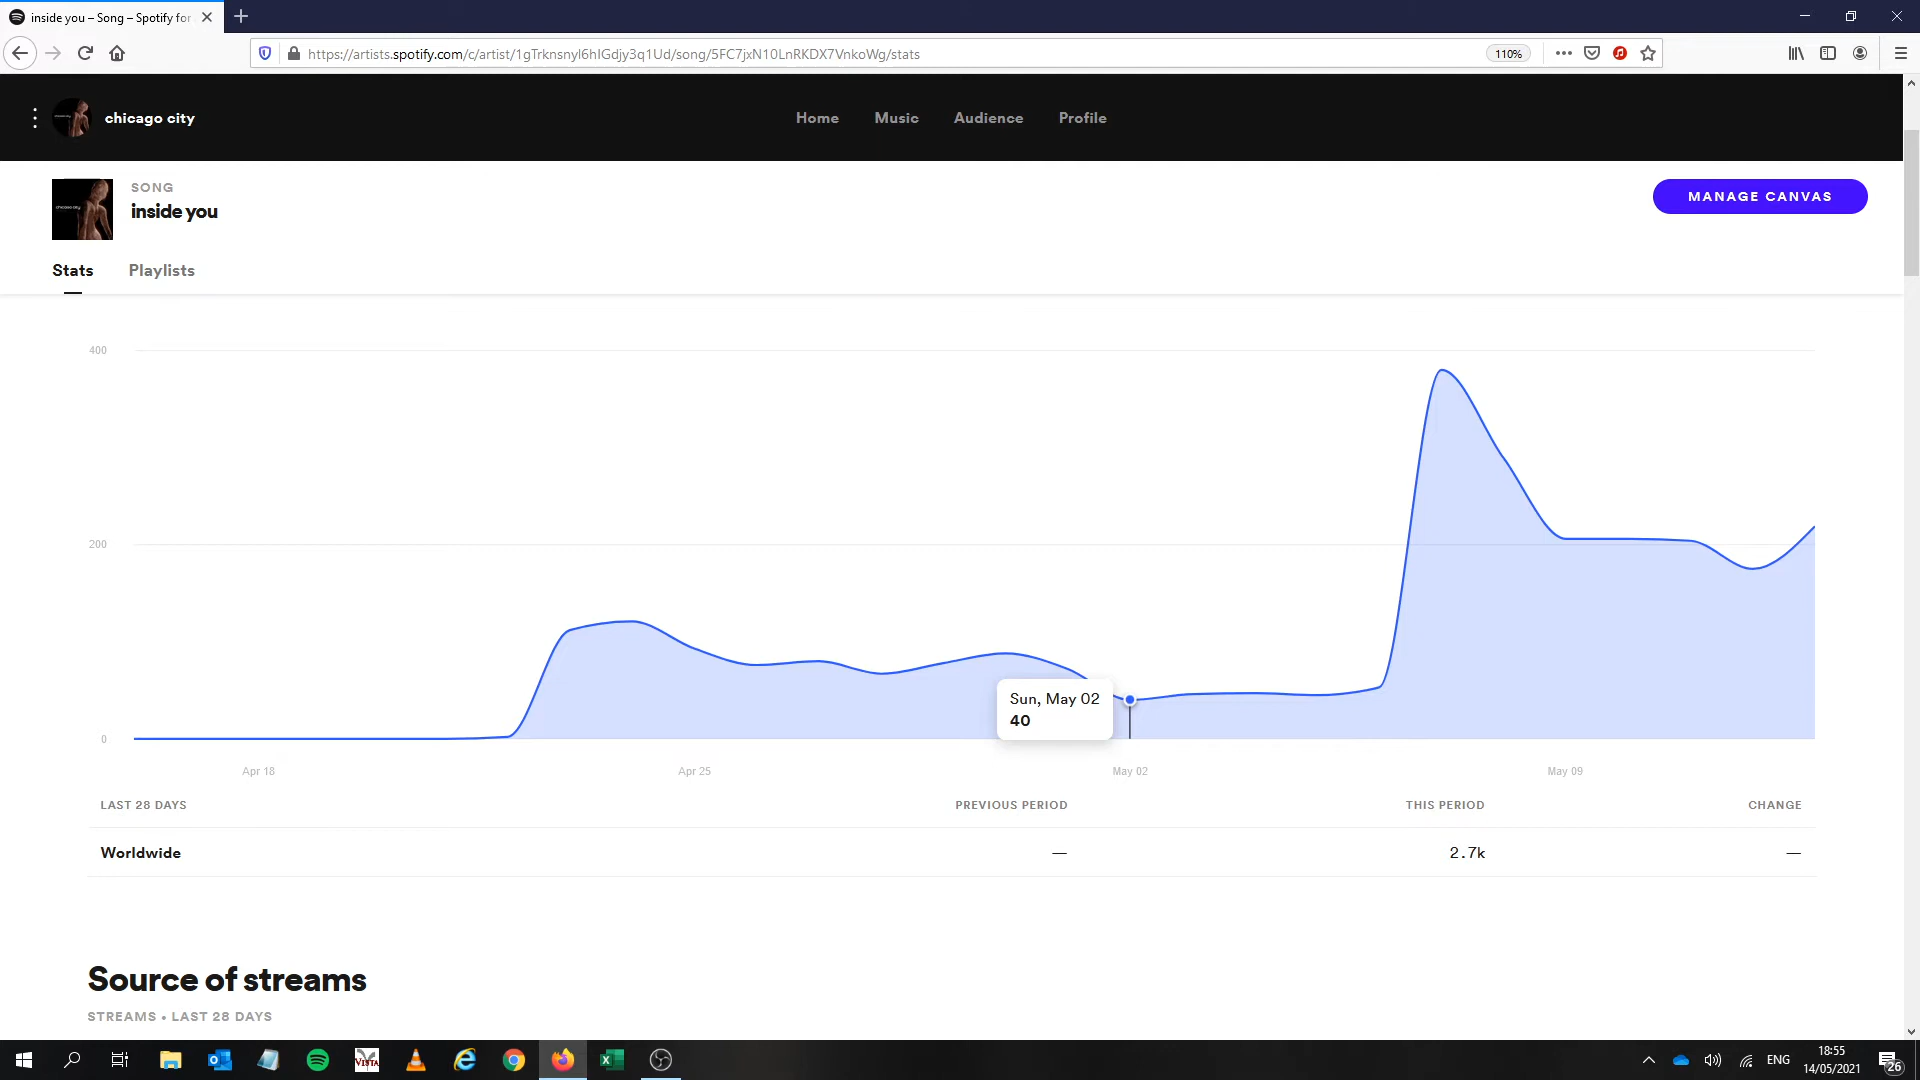 inside you – Song – Spotify for
https://artists.spotify.com/c/artist/1gTrknsnyl6hIGdjy3q1Ud/song/5FC7jxN10LnRKDX7VnkoWg/stats
110%
chicago city
Home
Music
Audience
Profile
SONG
inside you
MANAGE CANVAS
chicago city
Stats
Playlists
400
200
Sun, May 02
40
0
Apr 18
Apr 25
May 02
May 09
LAST 28 DAYS
PREVIOUS PERIOD
THIS PERIOD
CHANGE
Worldwide
—
2.7k
—
Source of streams
STREAMS • LAST 28 DAYS
VISTA
ENG
18:55
14/05/2021
26